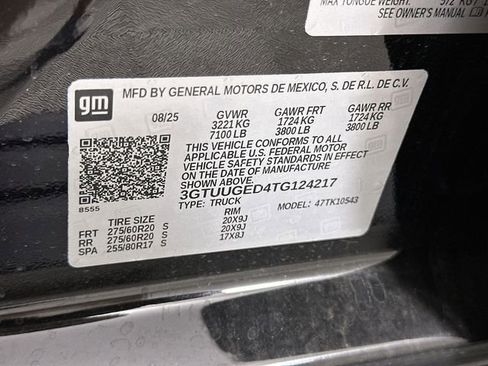 MAX TONGUE WEIGHT: 572 KG /
SEE OWNER'S MANUAL
gm
MFD BY GENERAL MOTORS DE MEXICO, S. DE R.L. DE C.V.
08/25 GVWR GAWR FRT GAWR RR
3221 KG 1724 KG 1724 KG
7100 LB 3800 LB 3800 LB
THIS VEHICLE CONFORMS TO ALL
APPLICABLE U.S. FEDERAL MOTOR
VEHICLE SAFETY STANDARDS IN EFFECT
ON THE DATE OF MANUFACTURE SHOWN ABOVE.
3GTUUGED4TG124217
8555 TYPE: TRUCK MODEL: 47TK10543
TIRE SIZE RIM
FRT 275/60R20 S 20X9J
RR 275/60R20 S 20X9J
SPA 255/80R17 S 17X8J